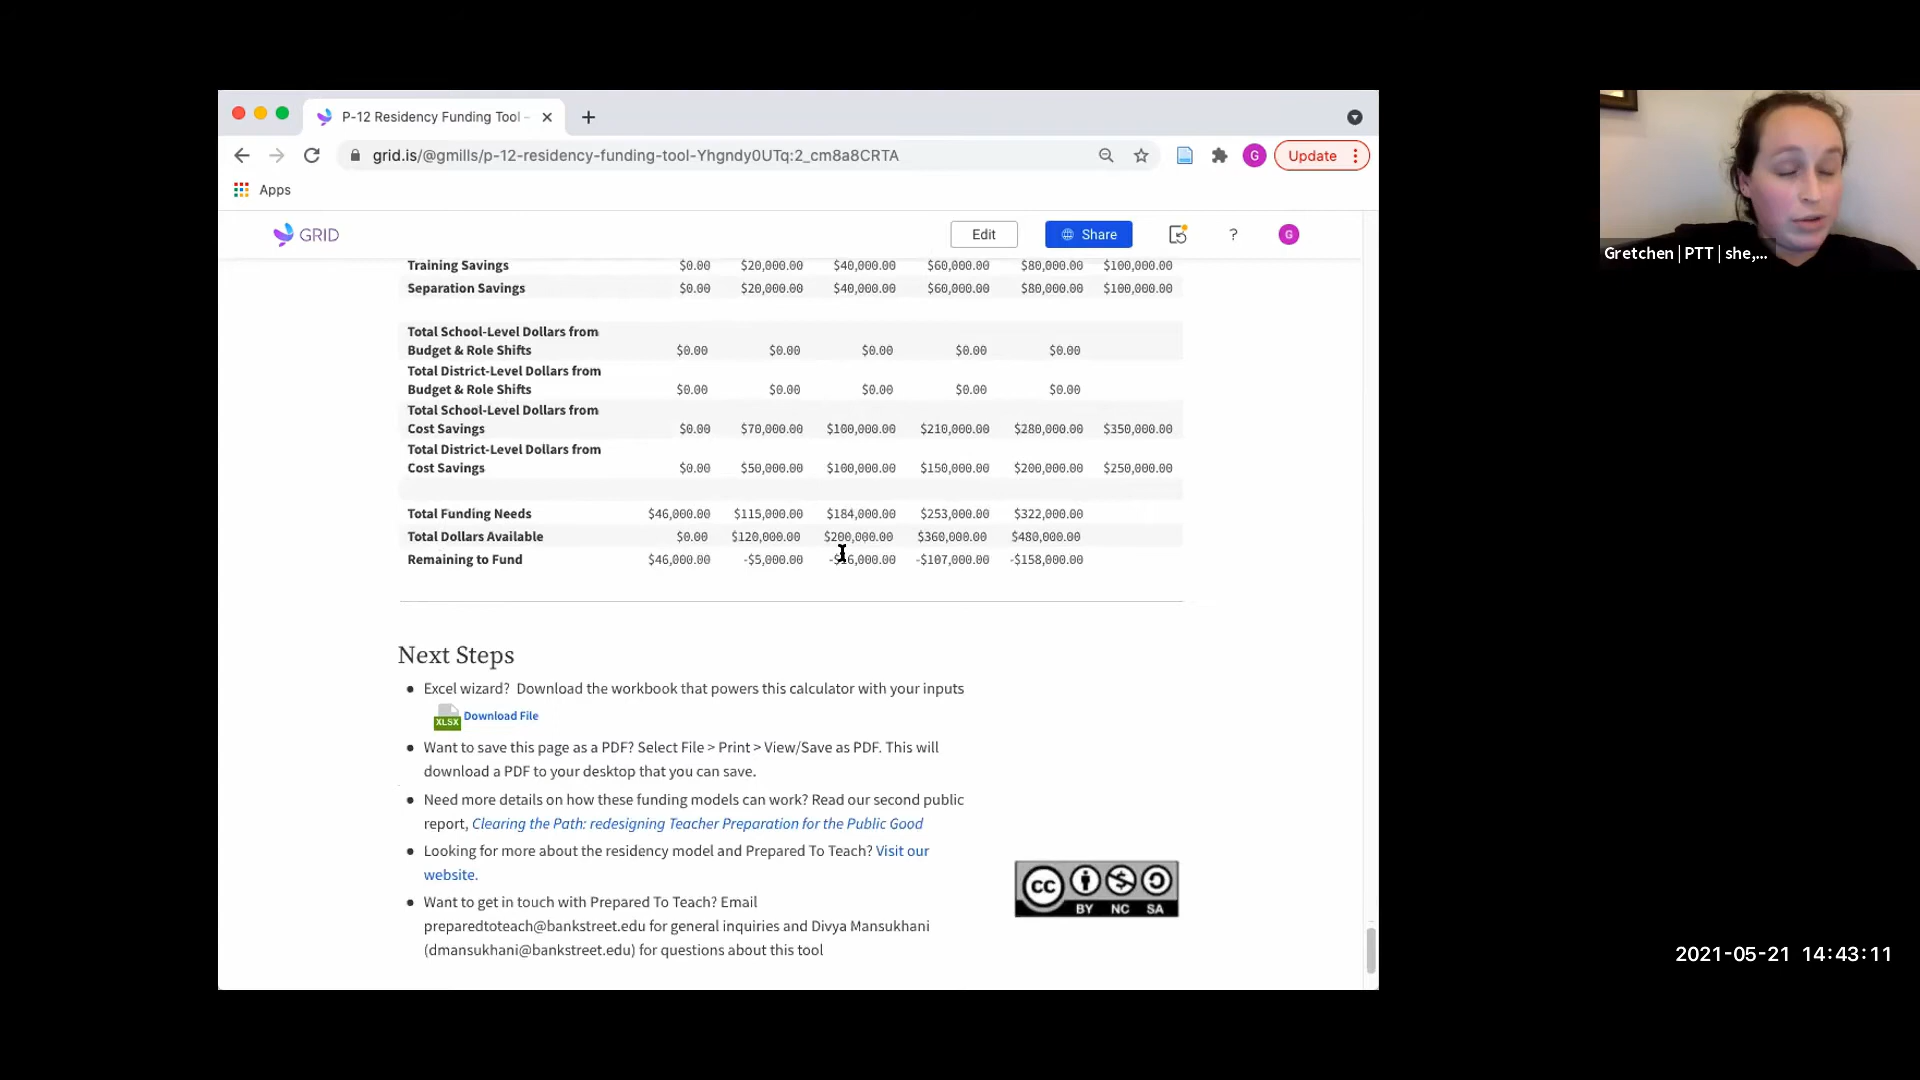 P-12 Residency Funding Tool -
grid.is/@gmills/p-12-residency-funding-tool-Yhgndy0UTq:2_cm8a8CRTA
G
Update
Apps
GRID
Edit
Share
?
G
Training Savings $0.00 $20,000.00 $40,000.00 $60,000.00 $80,000.00 $100,000.00
Separation Savings $0.00 $20,000.00 $40,000.00 $60,000.00 $80,000.00 $100,000.00
Total School-Level Dollars from
Budget & Role Shifts $0.00 $0.00 $0.00 $0.00 $0.00
Total District-Level Dollars from
Budget & Role Shifts $0.00 $0.00 $0.00 $0.00 $0.00
Total School-Level Dollars from
Cost Savings $0.00 $70,000.00 $100,000.00 $210,000.00 $280,000.00 $350,000.00
Total District-Level Dollars from
Cost Savings $0.00 $50,000.00 $100,000.00 $150,000.00 $200,000.00 $250,000.00
Total Funding Needs $46,000.00 $115,000.00 $184,000.00 $253,000.00 $322,000.00
Total Dollars Available $0.00 $120,000.00 $200,000.00 $360,000.00 $480,000.00
Remaining to Fund $46,000.00 -$5,000.00 -$16,000.00 -$107,000.00 -$158,000.00
Next Steps
Excel wizard? Download the workbook that powers this calculator with your inputs
XLSX Download File
Want to save this page as a PDF? Select File > Print > View/Save as PDF. This will
download a PDF to your desktop that you can save.
Need more details on how these funding models can work? Read our second public
report, Clearing the Path: redesigning Teacher Preparation for the Public Good
Looking for more about the residency model and Prepared To Teach? Visit our
website.
Want to get in touch with Prepared To Teach? Email
preparedtoteach@bankstreet.edu for general inquiries and Divya Mansukhani
(dmansukhani@bankstreet.edu) for questions about this tool
CC BY NC SA
Gretchen | PTT | she,...
2021-05-21 14:43:11